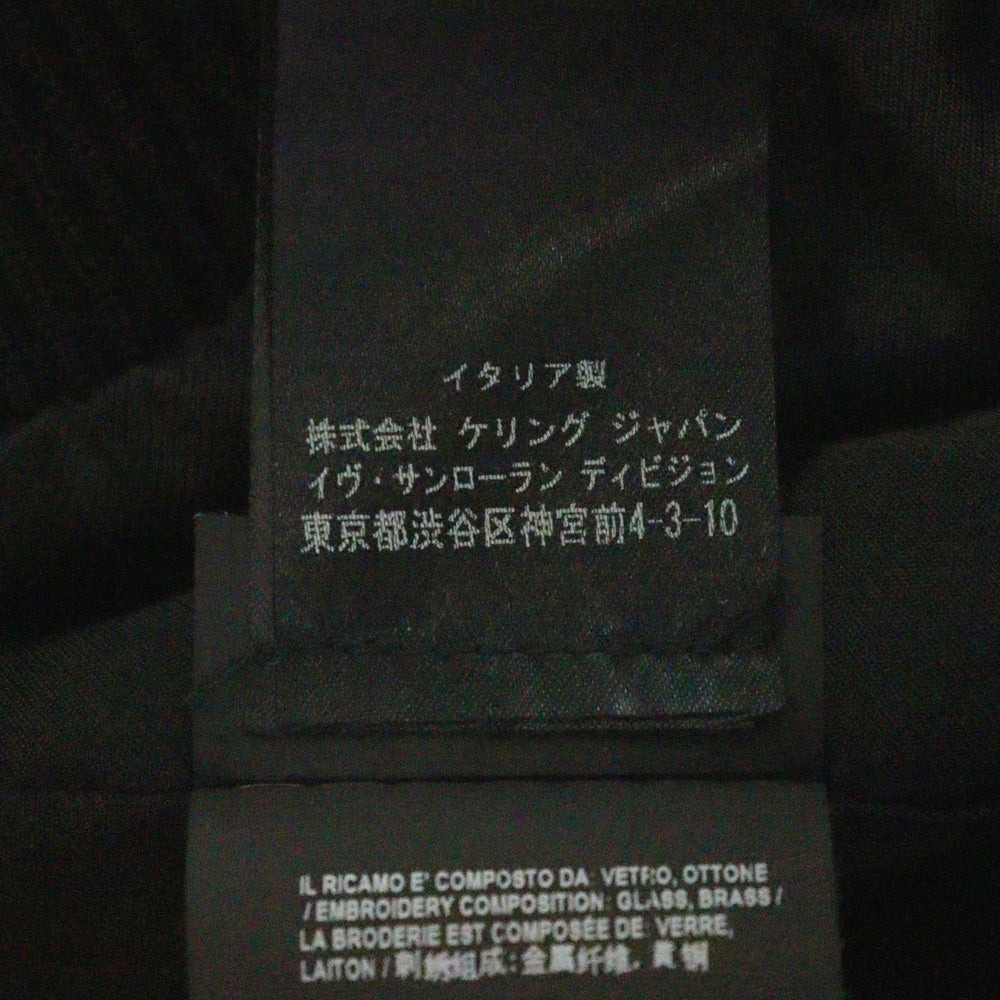 イタリア製
株式会社 ケリング ジャパン
イヴ・サンローラン ディビジョン
東京都渋谷区神宮前4-3-10
IL RICAMO E' COMPOSTO DA: VETRO, OTTONE
/ EMBROIDERY COMPOSITION: GLASS, BRASS /
LA BRODERIE EST COMPOSÉE DE: VERRE,
LAITON / 刺绣组成: 金属纤维, 黄铜